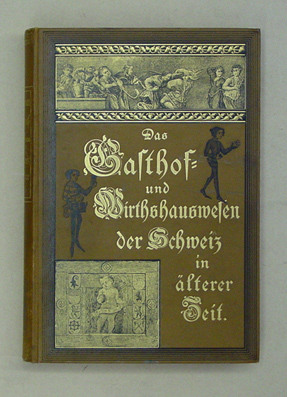 Das
Gasthof-
und
Wirthshauswesen
der Schweiz
in
älterer
Zeit.